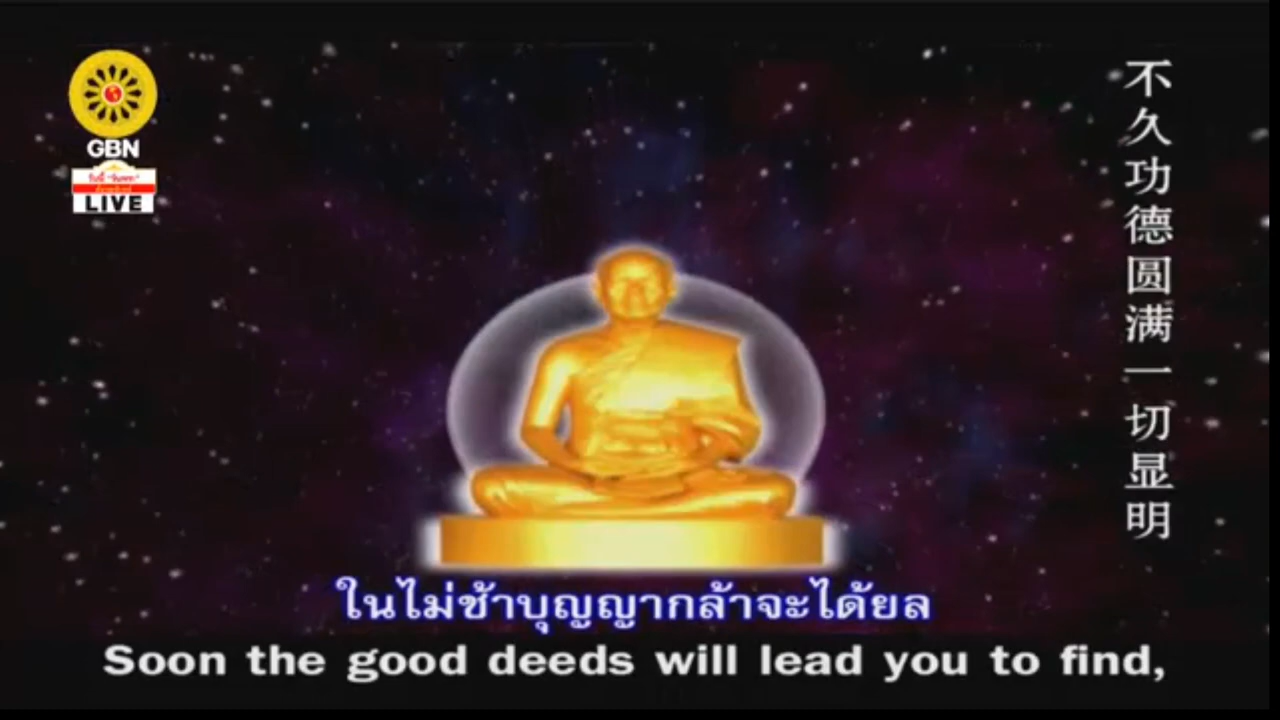 GBN
LIVE
不久功德圆满一切显明
ในไม่ช้าบุญญากล้าจะได้ยล
Soon the good deeds will lead you to find,